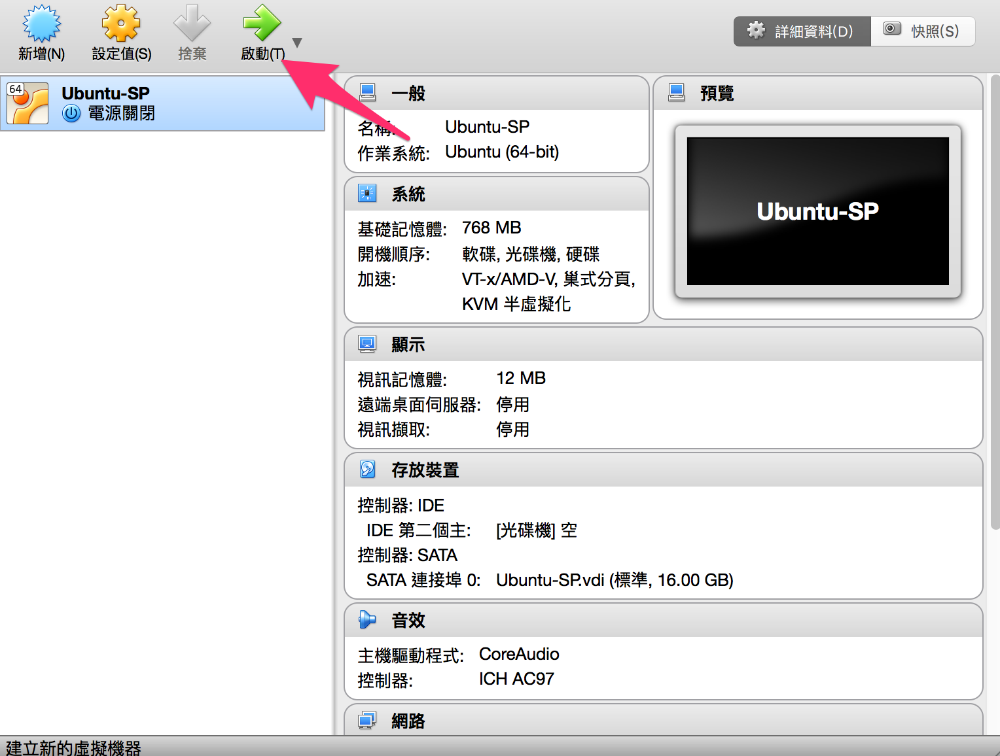 新增(N)
設定值(S)
捨棄
啟動(T)
詳細資料(D)
快照(S)
64
Ubuntu-SP
電源關閉
一般
名稱: Ubuntu-SP
作業系統: Ubuntu (64-bit)
預覽
Ubuntu-SP
系統
基礎記憶體: 768 MB
開機順序: 軟碟, 光碟機, 硬碟
加速: VT-x/AMD-V, 巢式分頁,
KVM 半虛擬化
顯示
視訊記憶體: 12 MB
遠端桌面伺服器: 停用
視訊擷取: 停用
存放裝置
控制器: IDE
IDE 第二個主: [光碟機] 空
控制器: SATA
SATA 連接埠 0: Ubuntu-SP.vdi (標準, 16.00 GB)
音效
主機驅動程式: CoreAudio
控制器: ICH AC97
網路
建立新的虛擬機器